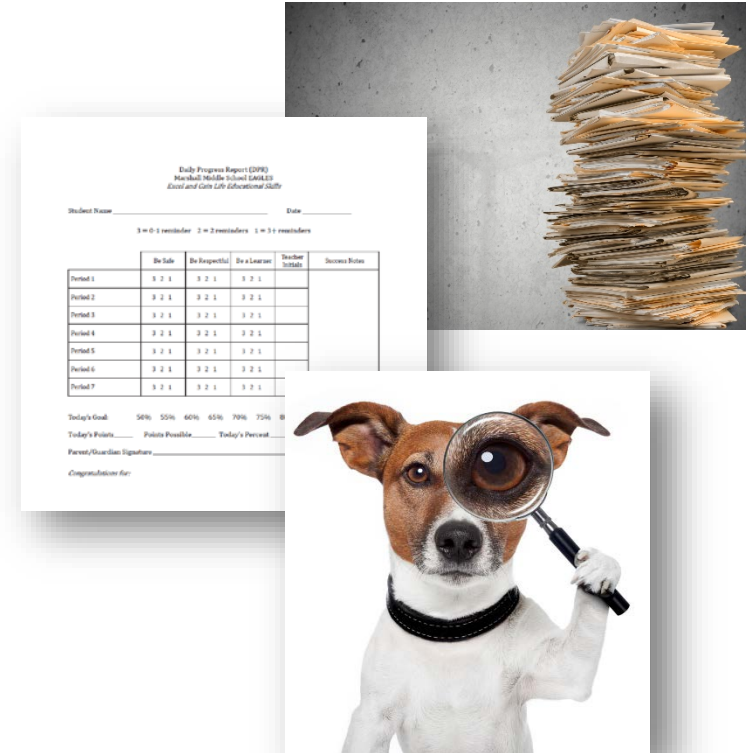 Daily Progress Report (DPR)
Marshall Middle School EAGLES
Excel and Gain Life Educational Skills
Student Name ____________ Date ____________
3 = 0-1 reminder 2 = 2 reminders 1 = 3+ reminders
Be Safe Be Respectful Be a Learner Teacher Initials Success Notes
Period 1 3 2 1 3 2 1 3 2 1
Period 2 3 2 1 3 2 1 3 2 1
Period 3 3 2 1 3 2 1 3 2 1
Period 4 3 2 1 3 2 1 3 2 1
Period 5 3 2 1 3 2 1 3 2 1
Period 6 3 2 1 3 2 1 3 2 1
Period 7 3 2 1 3 2 1 3 2 1
Today's Goal: 50% 55% 60% 65% 70% 75%
Today's Points_____ Points Possible______ Today's Percent____
Parent/Guardian Signature____________
Congratulations for: